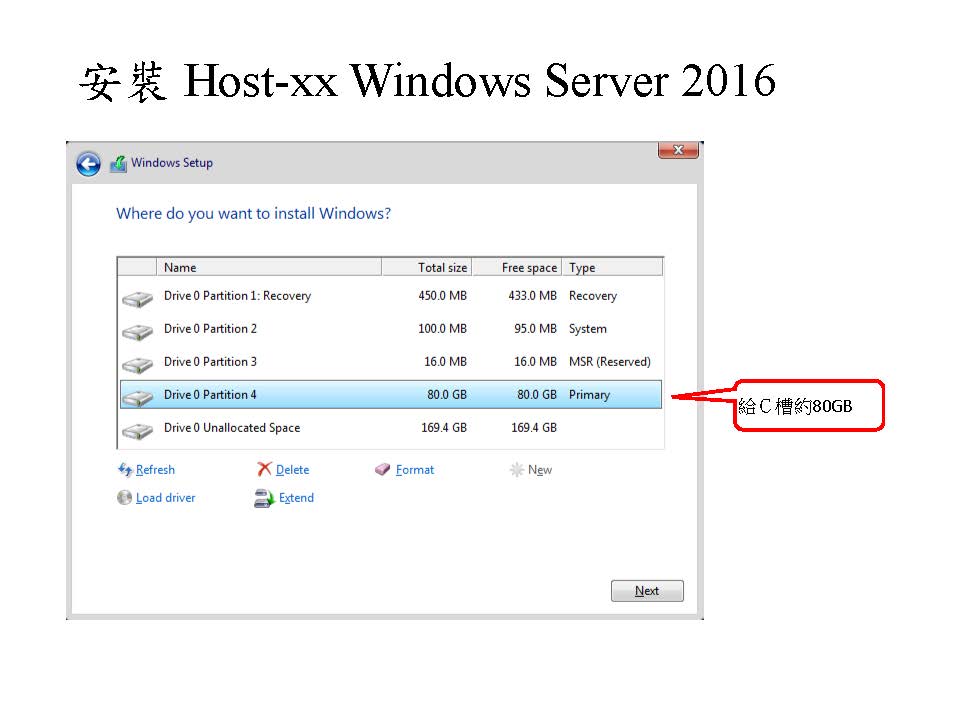 安裝 Host-xx Windows Server 2016
Windows Setup
Where do you want to install Windows?
Name Total size Free space Type
Drive 0 Partition 1: Recovery 450.0 MB 433.0 MB Recovery
Drive 0 Partition 2 100.0 MB 95.0 MB System
Drive 0 Partition 3 16.0 MB 16.0 MB MSR (Reserved)
Drive 0 Partition 4 80.0 GB 80.0 GB Primary
給C槽約80GB
Drive 0 Unallocated Space 169.4 GB 169.4 GB
Refresh Delete Format New
Load driver Extend
Next